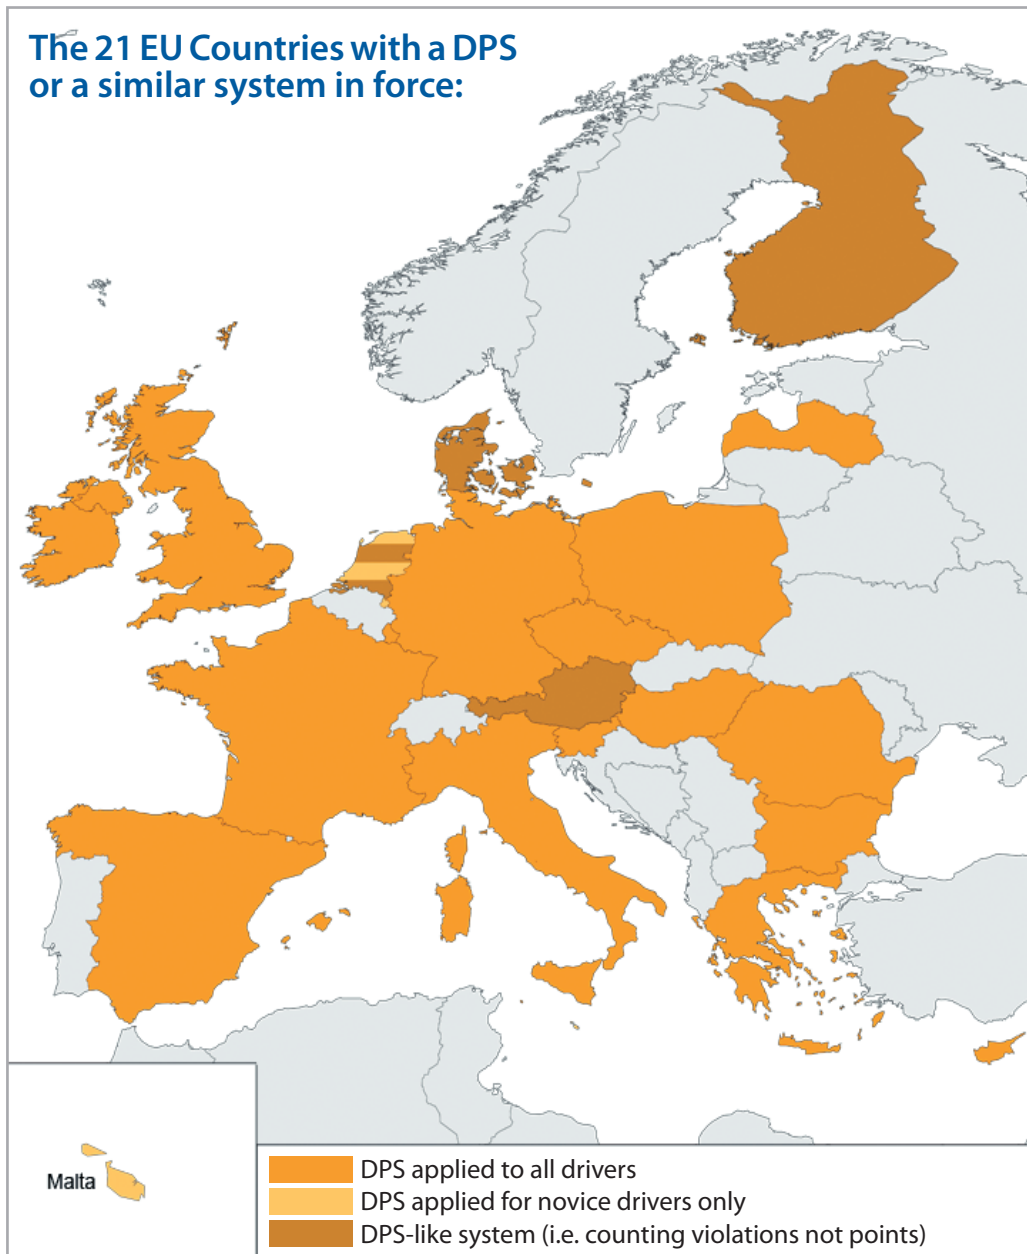 The 21 EU Countries with a DPS
or a similar system in force:
Malta
DPS applied to all drivers
DPS applied for novice drivers only
DPS-like system (i.e. counting violations not points)